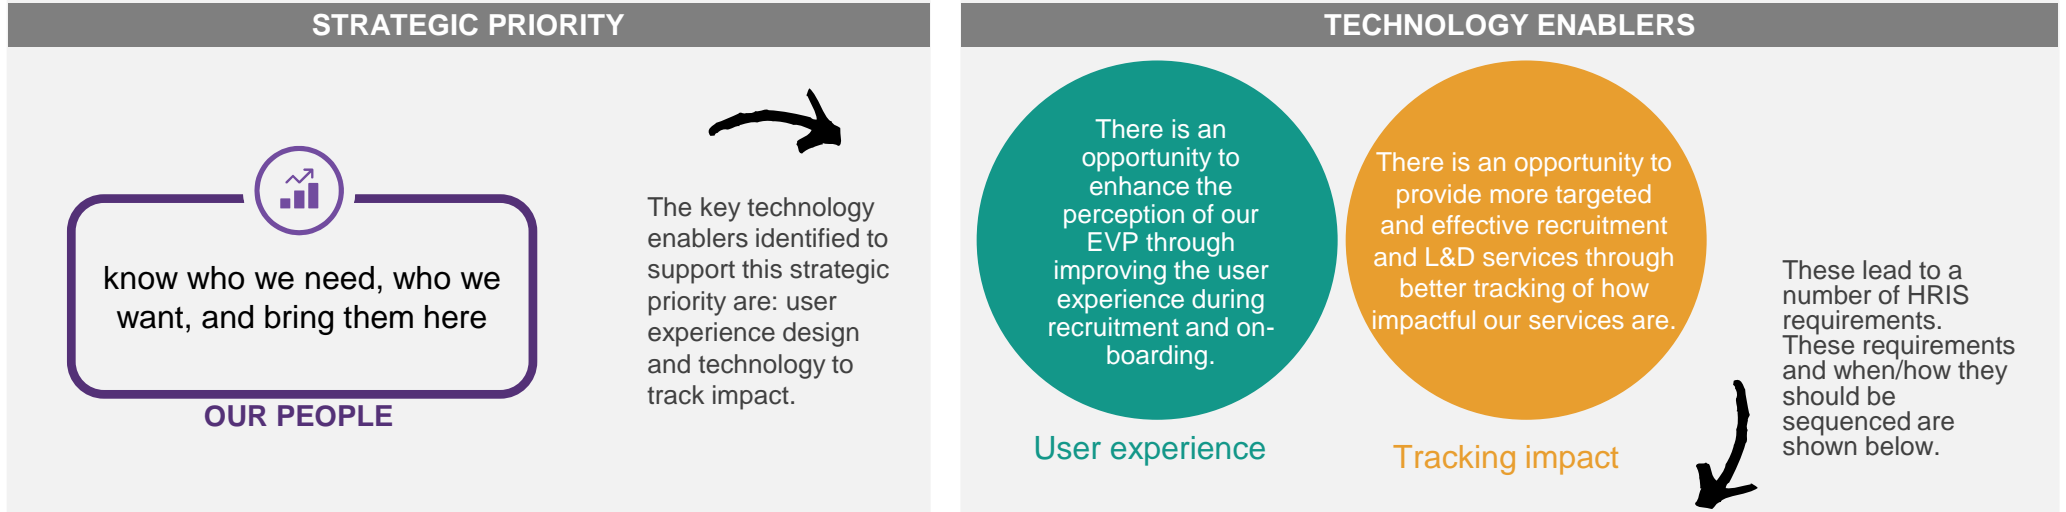 STRATEGIC PRIORITY
know who we need, who we
want, and bring them here
OUR PEOPLE
The key technology
enablers identified to
support this strategic
priority are: user
experience design
and technology to
track impact.
TECHNOLOGY ENABLERS
There is an
opportunity to
enhance the
perception of our
EVP through
improving the user
experience during
recruitment and on-
boarding.
User experience
There is an opportunity to
provide more targeted
and effective recruitment
and L&D services through
better tracking of how
impactful our services are.
Tracking impact
These lead to a
number of HRIS
requirements.
These requirements
and when/how they
should be
sequenced are
shown below.